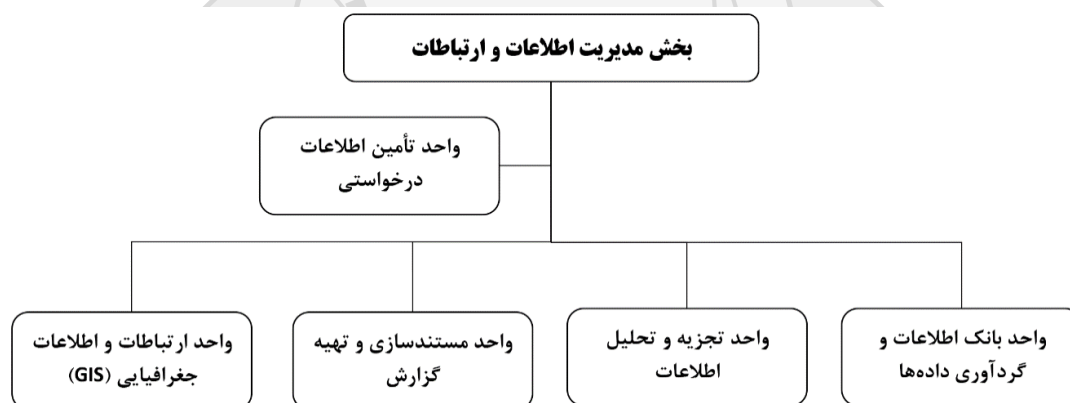 بخش مدیریت اطلاعات و ارتباطات
واحد تأمین اطلاعات
درخواستی
واحد بانک اطلاعات و
گردآوری داده‌ها
واحد تجزیه و تحلیل
اطلاعات
واحد مستندسازی و تهیه
گزارش
واحد ارتباطات و اطلاعات
جغرافیایی (GIS)